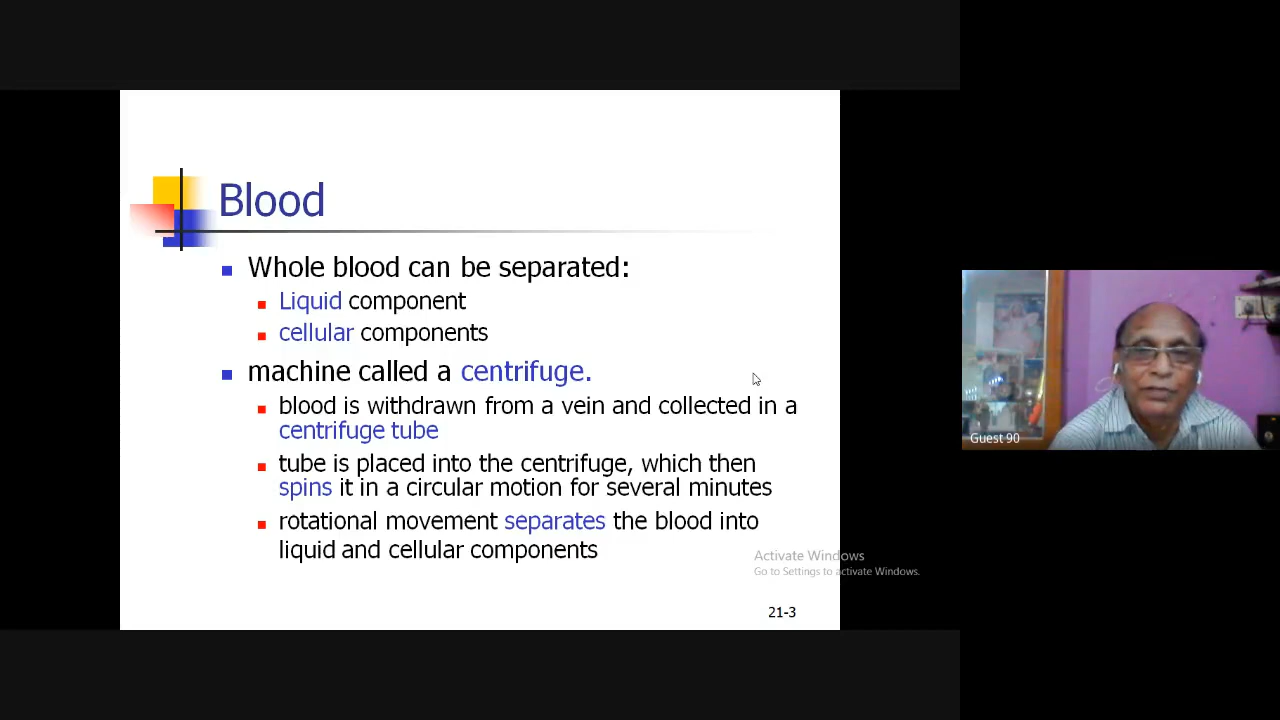 Blood
Whole blood can be separated:
Liquid component
cellular components
machine called a centrifuge.
blood is withdrawn from a vein and collected in a
centrifuge tube
tube is placed into the centrifuge, which then
spins it in a circular motion for several minutes
rotational movement separates the blood into
liquid and cellular components
21-3
Activate Windows
Go to Settings to activate Windows.
Guest 90